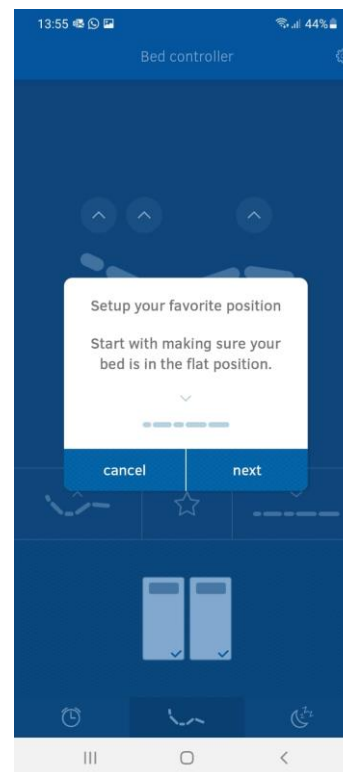 13:55 44%
Bed controller
Setup your favorite position
Start with making sure your
bed is in the flat position.
cancel next